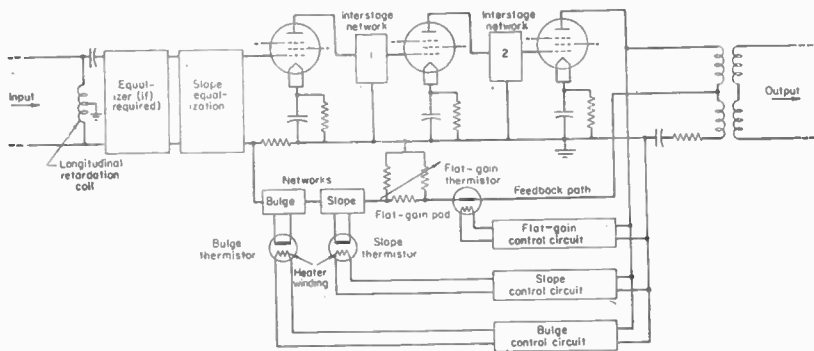 Interstage
network
1
Interstage
network
2
Input
Equal-
izer (if)
required)
Slope
equal-
ization
Output
Longitudinal
retardation
coil
Networks
Bulge
Slope
Flat-gain
thermistor
Feedback path
Flat-gain pad
Bulge
thermistor
Slope
thermistor
Heater
winding
Flat-gain
control circuit
Slope
control circuit
Bulge
control circuit